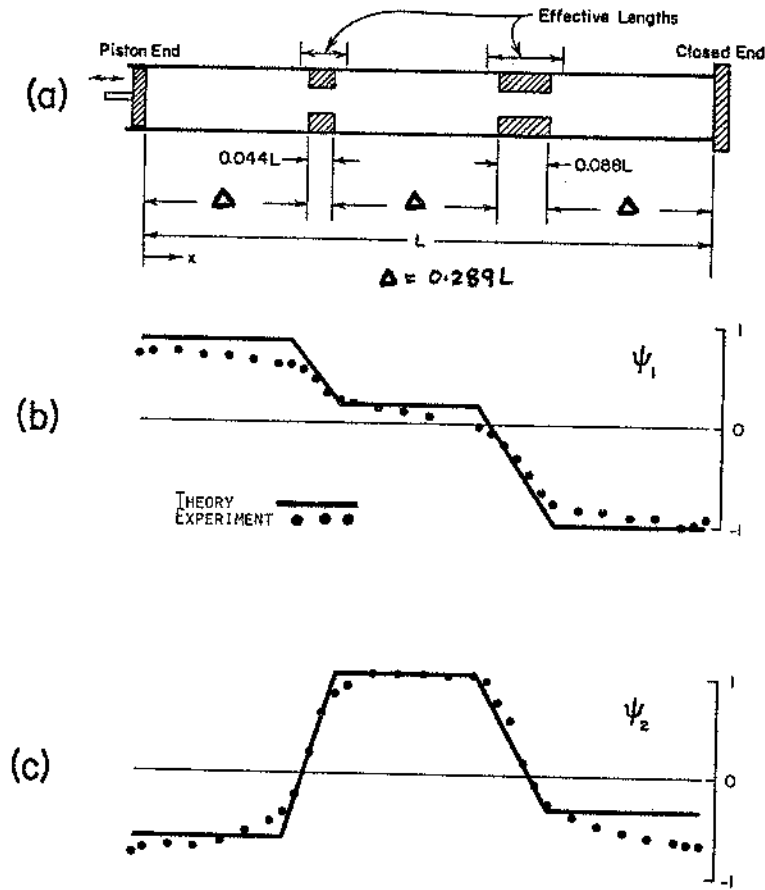 Effective Lengths
Piston End
Closed End
(a)
0.044L
0.088L
Δ
Δ
Δ
L
x
Δ = 0.289L
1
ψ₁
(b)
0
THEORY
EXPERIMENT
-1
1
ψ₂
(c)
0
-1